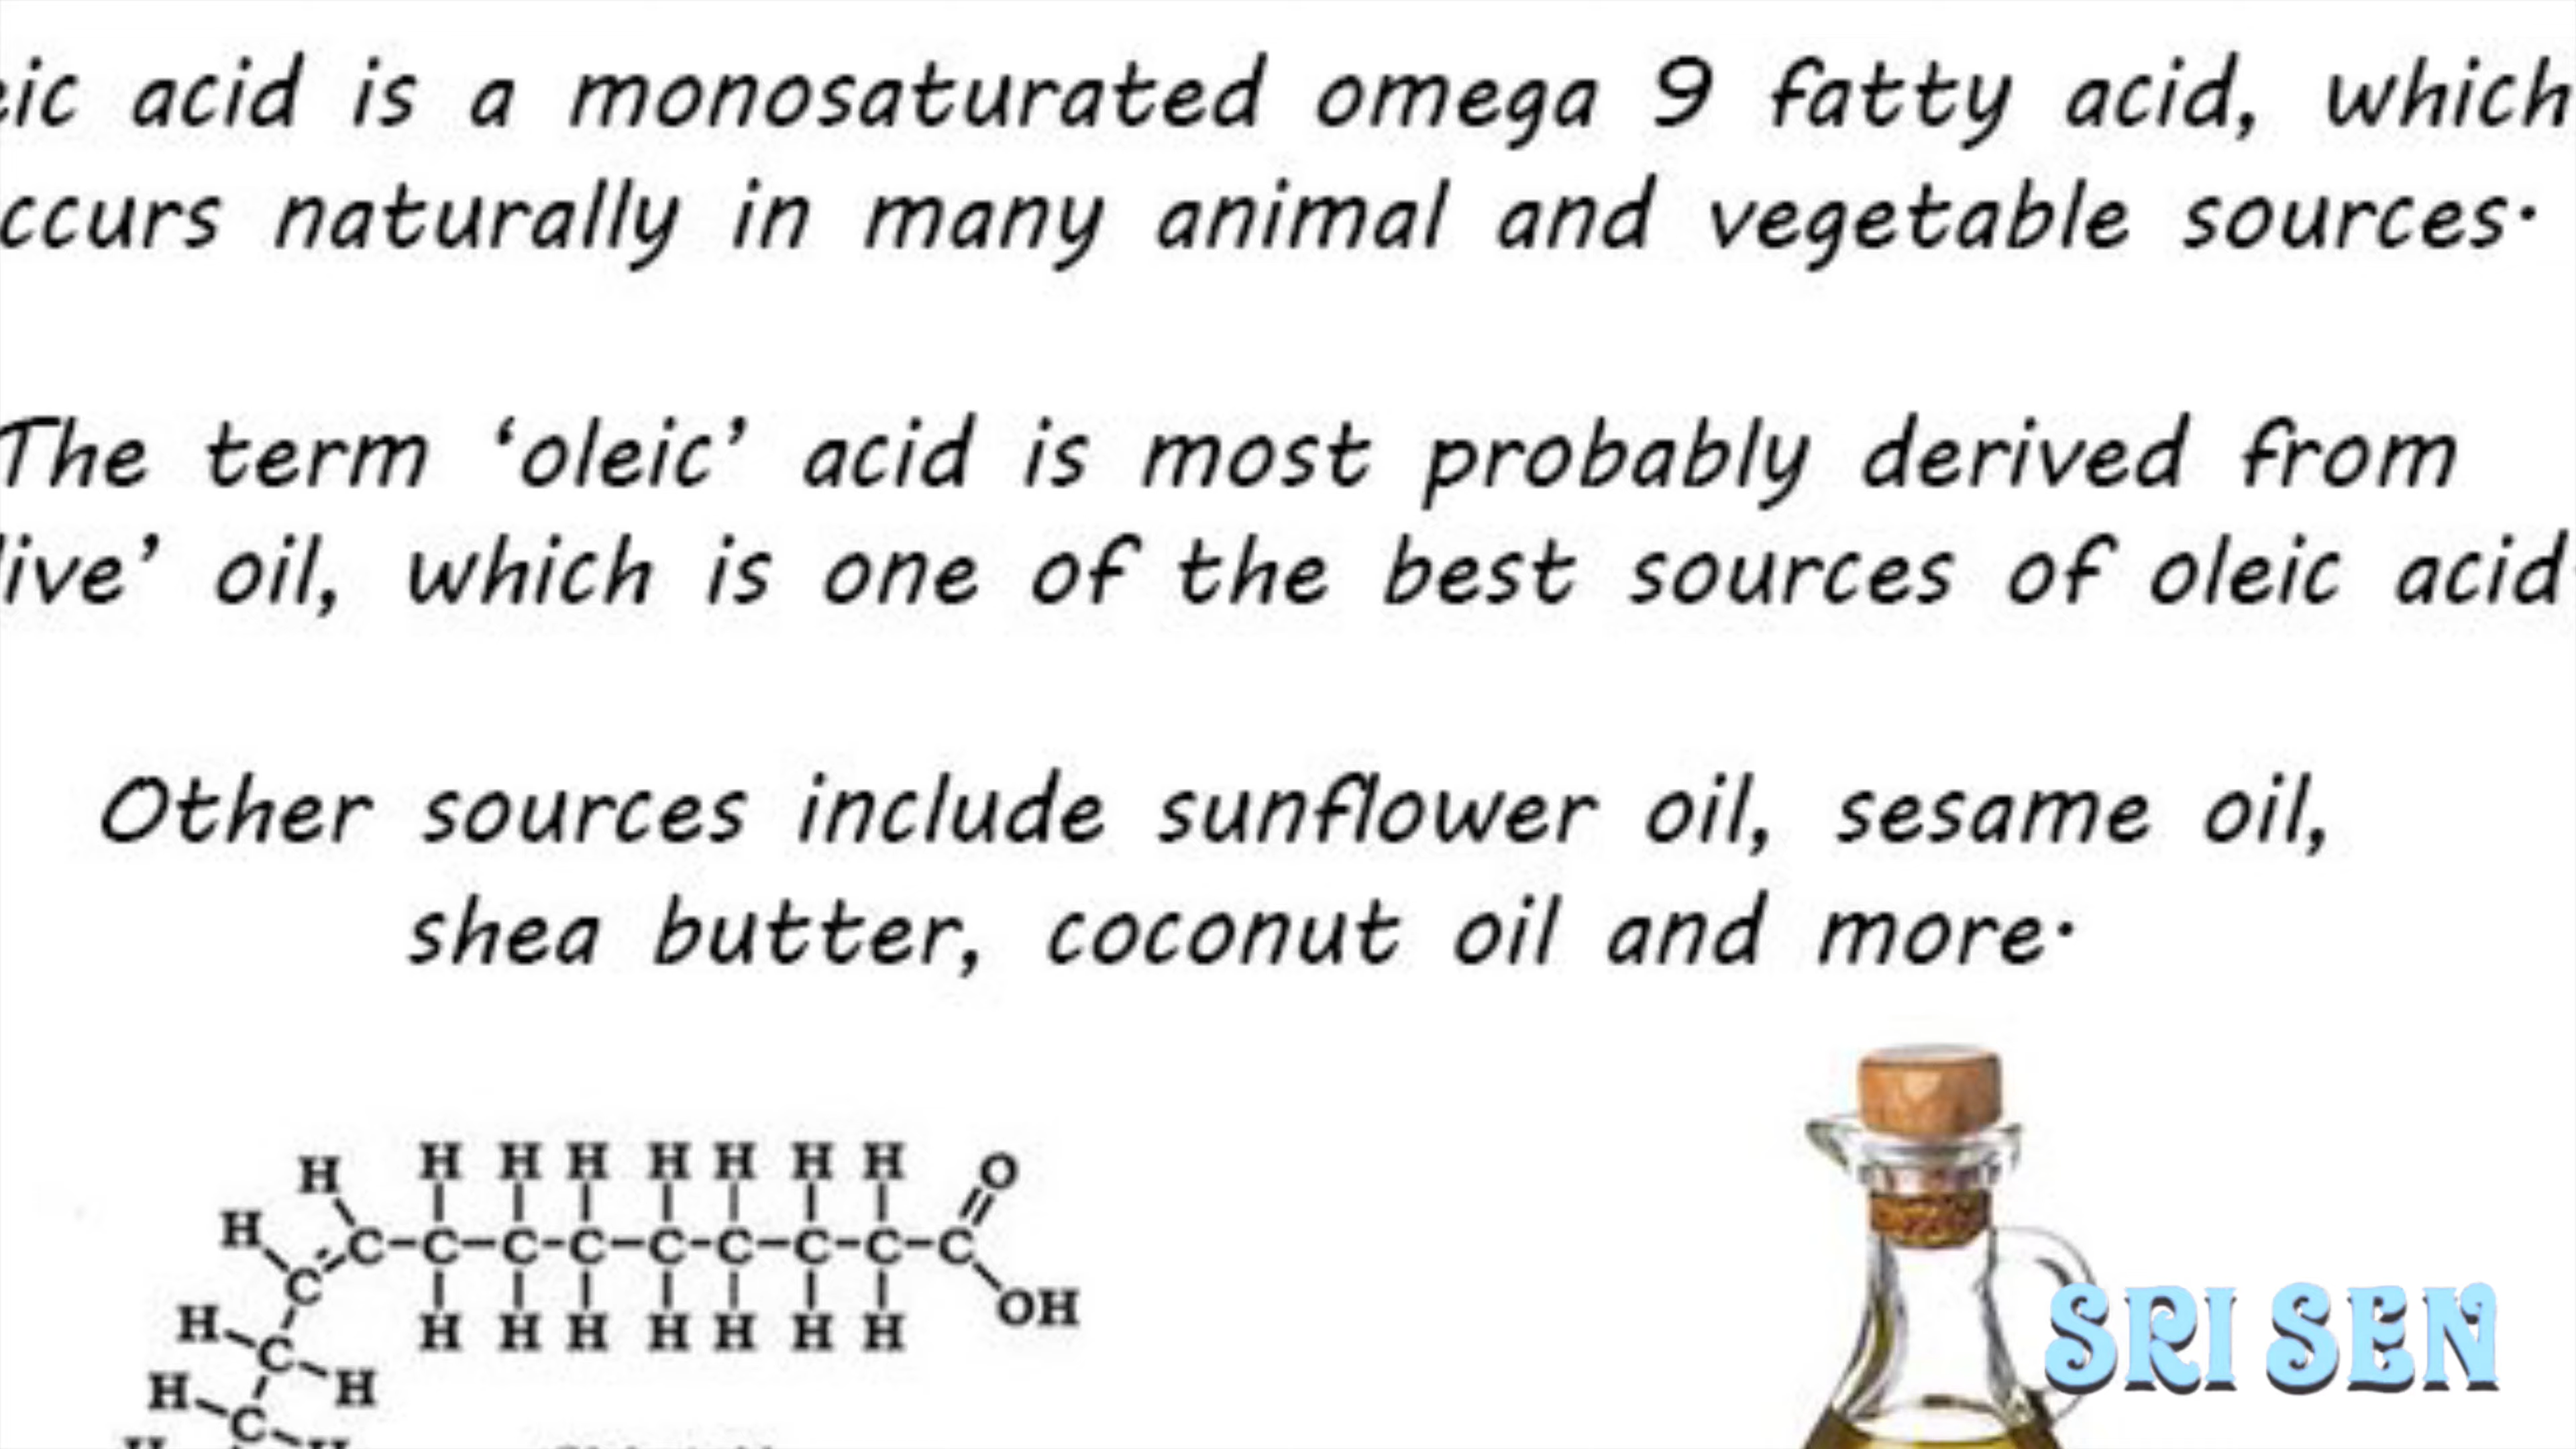 eic acid is a monosaturated omega 9 fatty acid, which
ccurs naturally in many animal and vegetable sources·
The term ‘oleic’ acid is most probably derived from
live’ oil, which is one of the best sources of oleic acid·
Other sources include sunflower oil, sesame oil,
shea butter, coconut oil and more·
H H H H H H H H O
H
C C C C C C C C C
C
OH
H H H H H H H H
C
H
H
C
SRI SEN